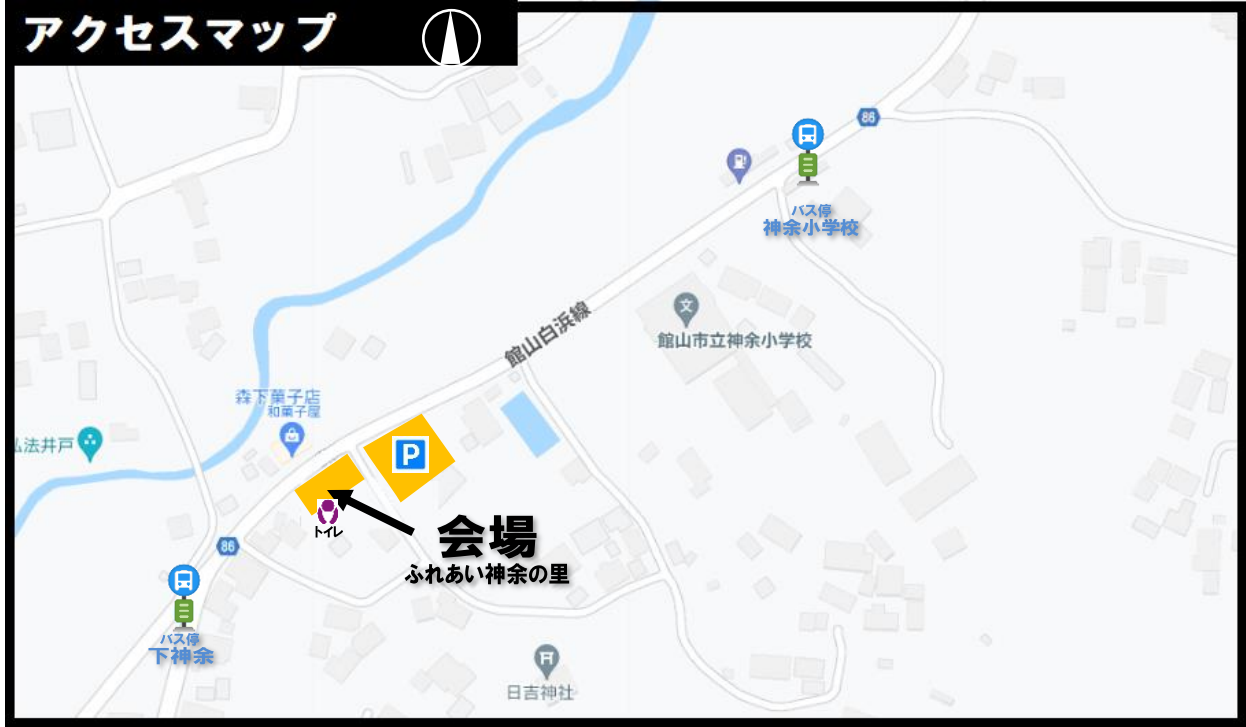 アクセスマップ
86
バス停
神余小学校
館山白浜線
文
館山市立神余小学校
森下菓子店
和菓子屋
弘法井戸
P
トイレ
会場
ふれあい神余の里
86
バス停
下神余
日吉神社